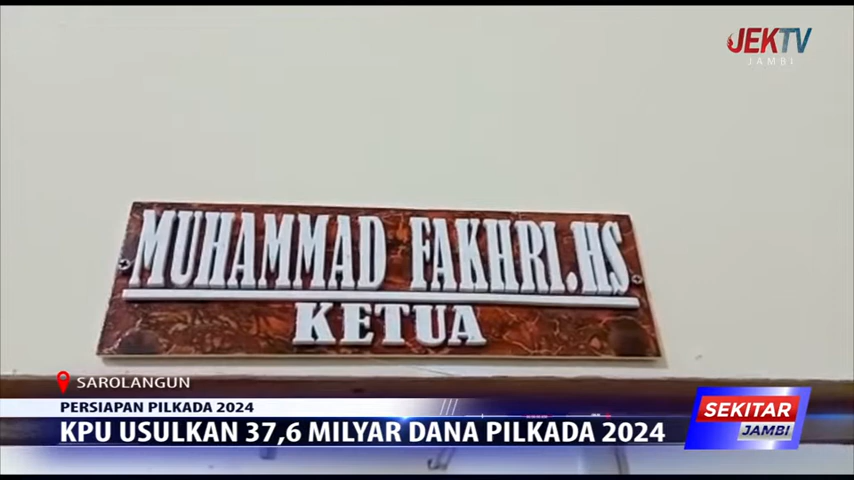 JEKTV
JAMBI
MUHAMMAD FAKHRI.HS
KETUA
SAROLANGUN
PERSIAPAN PILKADA 2024
KPU USULKAN 37,6 MILYAR DANA PILKADA 2024
SEKITAR
JAMBI